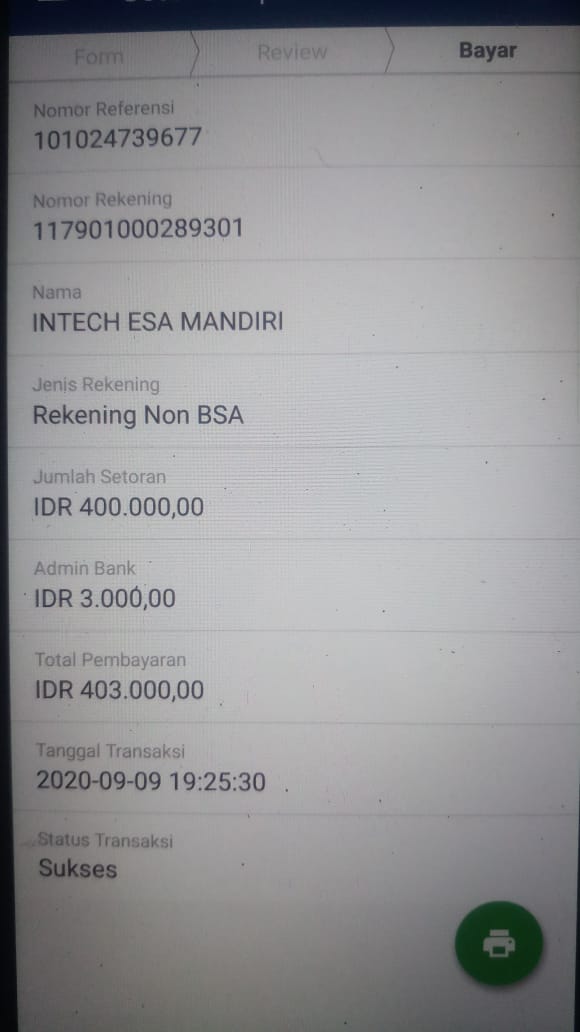 Form
Review
Bayar
Nomor Referensi
101024739677
Nomor Rekening
117901000289301
Nama
INTECH ESA MANDIRI
Jenis Rekening
Rekening Non BSA
Jumlah Setoran
IDR 400.000,00
Admin Bank
IDR 3.000,00
Total Pembayaran
IDR 403.000,00
Tanggal Transaksi
2020-09-09 19:25:30
Status Transaksi
Sukses